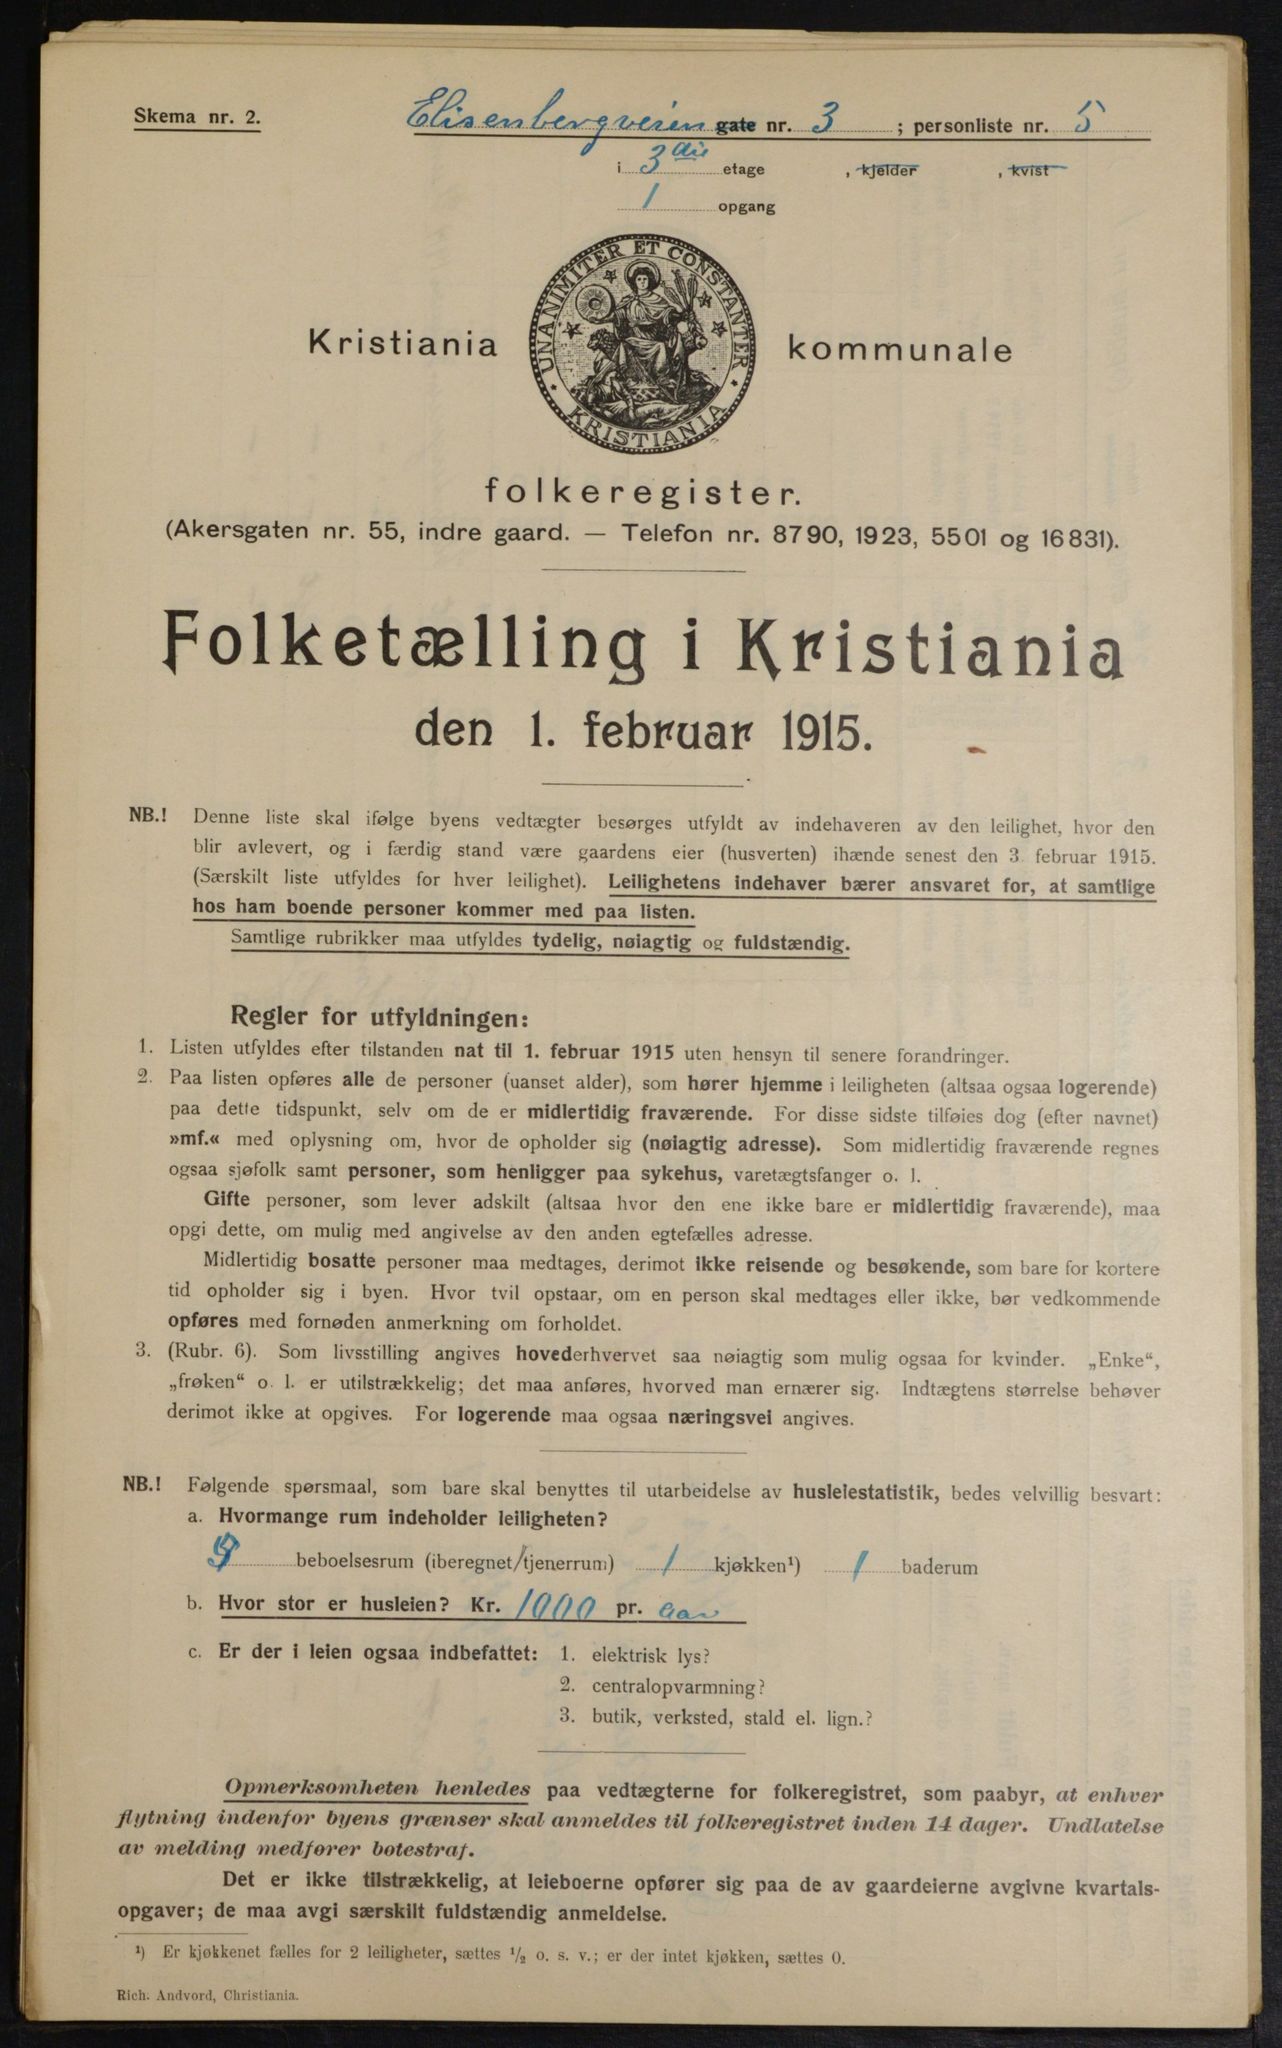 Skema nr. 2.
Elisenbergveien gate nr. 3 ; personliste nr. 5
i 3die etage , kjelder , kvist
1 opgang
UNANIMITER ET CONSTANTER
KRISTIANIA
Kristiania kommunale
folkeregister.
(Akersgaten nr. 55, indre gaard. — Telefon nr. 8790, 1923, 5501 og 16831).
Folketælling i Kristiania
den 1. februar 1915.
NB.! Denne liste skal ifølge byens vedtægter besørges utfyldt av indehaveren av den leilighet, hvor den
blir avlevert, og i færdig stand være gaardens eier (husverten) ihænde senest den 3 februar 1915.
(Særskilt liste utfyldes for hver leilighet). Leilighetens indehaver bærer ansvaret for, at samtlige
hos ham boende personer kommer med paa listen.
Samtlige rubrikker maa utfyldes tydelig, nøiagtig og fuldstændig.
Regler for utfyldningen:
1. Listen utfyldes efter tilstanden nat til 1. februar 1915 uten hensyn til senere forandringer.
2. Paa listen opføres alle de personer (uanset alder), som hører hjemme i leiligheten (altsaa ogsaa logerende)
paa dette tidspunkt, selv om de er midlertidig fraværende. For disse sidste tilføies dog (efter navnet)
»mf.« med oplysning om, hvor de opholder sig (nøiagtig adresse). Som midlertidig fraværende regnes
ogsaa sjøfolk samt personer, som henligger paa sykehus, varetægtsfanger o. l.
Gifte personer, som lever adskilt (altsaa hvor den ene ikke bare er midlertidig fraværende), maa
opgi dette, om mulig med angivelse av den anden egtefælles adresse.
Midlertidig bosatte personer maa medtages, derimot ikke reisende og besøkende, som bare for kortere
tid opholder sig i byen. Hvor tvil opstaar, om en person skal medtages eller ikke, bør vedkommende
opføres med fornøden anmerkning om forholdet.
3. (Rubr. 6). Som livsstilling angives hovederhvervet saa nøiagtig som mulig ogsaa for kvinder. „Enke“,
„frøken“ o. l. er utilstrækkelig; det maa anføres, hvorved man ernærer sig. Indtægtens størrelse behøver
derimot ikke at opgives. For logerende maa ogsaa næringsvei angives.
NB.! Følgende spørsmaal, som bare skal benyttes til utarbeidelse av husleiestatistik, bedes velvillig besvart:
a. Hvormange rum indeholder leiligheten?
beboelsesrum (iberegnet tjenerrum) 1 kjøkken¹) 1 baderum
b. Hvor stor er husleien? Kr. 1000 pr. aar
c. Er der i leien ogsaa indbefattet: 1. elektrisk lys?
2. centralopvarmning?
3. butik, verksted, stald el. lign.?
Opmerksomheten henledes paa vedtægterne for folkeregistret, som paabyr, at enhver
flytning indenfor byens grænser skal anmeldes til folkeregistret inden 14 dager. Undlatelse
av melding medfører botestraf.
Det er ikke tilstrækkelig, at leieboerne opfører sig paa de av gaardeierne avgivne kvartals-
opgaver; de maa avgi særskilt fuldstændig anmeldelse.
¹) Er kjøkkenet fælles for 2 leiligheter, sættes ½ o. s. v.; er der intet kjøkken, sættes 0.
Rich. Andvord, Christiania.